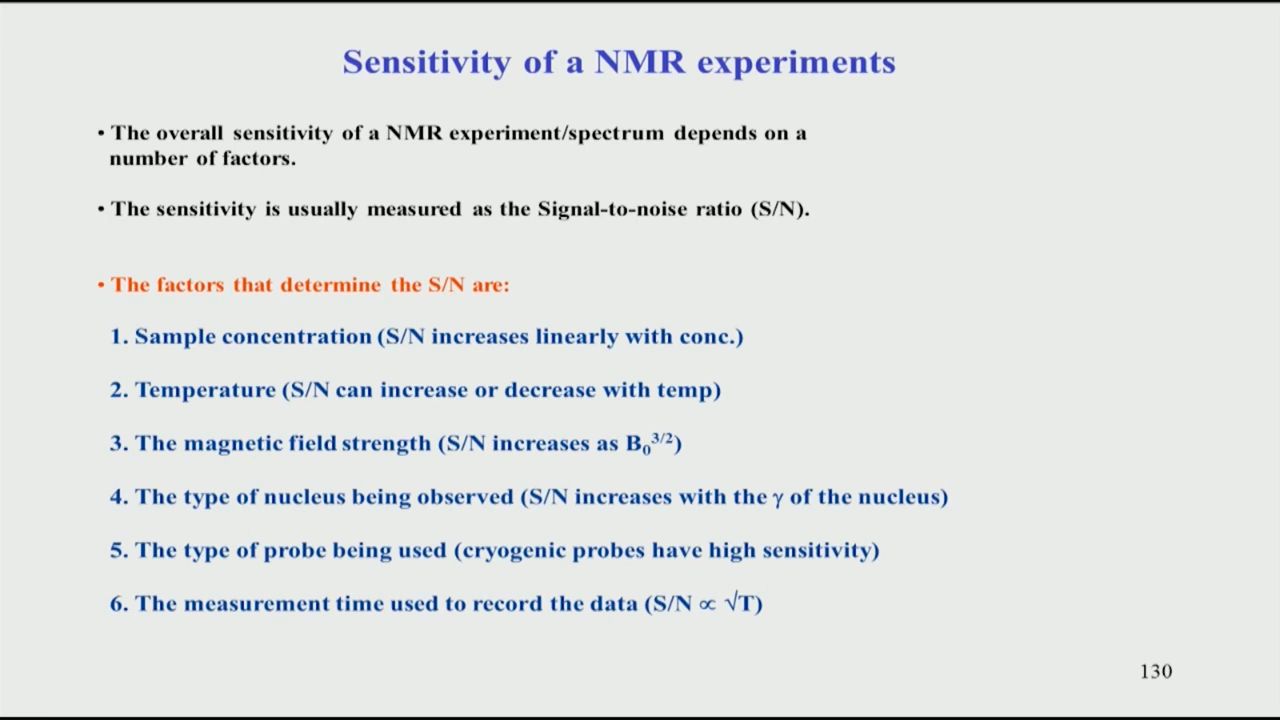 Sensitivity of a NMR experiments
• The overall sensitivity of a NMR experiment/spectrum depends on a
number of factors.
• The sensitivity is usually measured as the Signal-to-noise ratio (S/N).
• The factors that determine the S/N are:
1. Sample concentration (S/N increases linearly with conc.)
2. Temperature (S/N can increase or decrease with temp)
3. The magnetic field strength (S/N increases as B₀³ᐟ²)
4. The type of nucleus being observed (S/N increases with the γ of the nucleus)
5. The type of probe being used (cryogenic probes have high sensitivity)
6. The measurement time used to record the data (S/N ∝ √T)
130